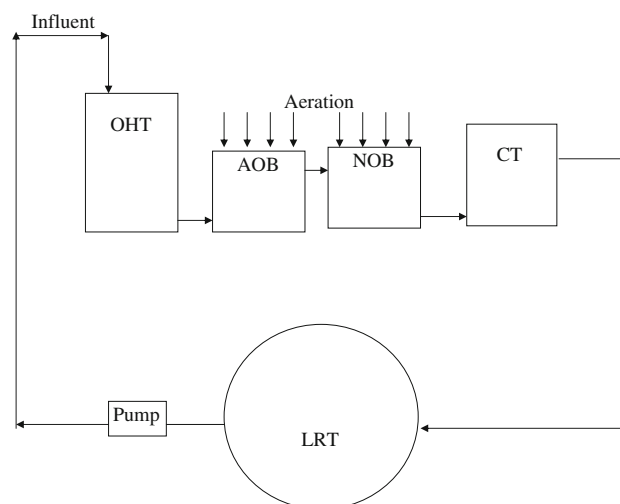 Influent
OHT
Aeration
AOB
NOB
CT
Pump
LRT